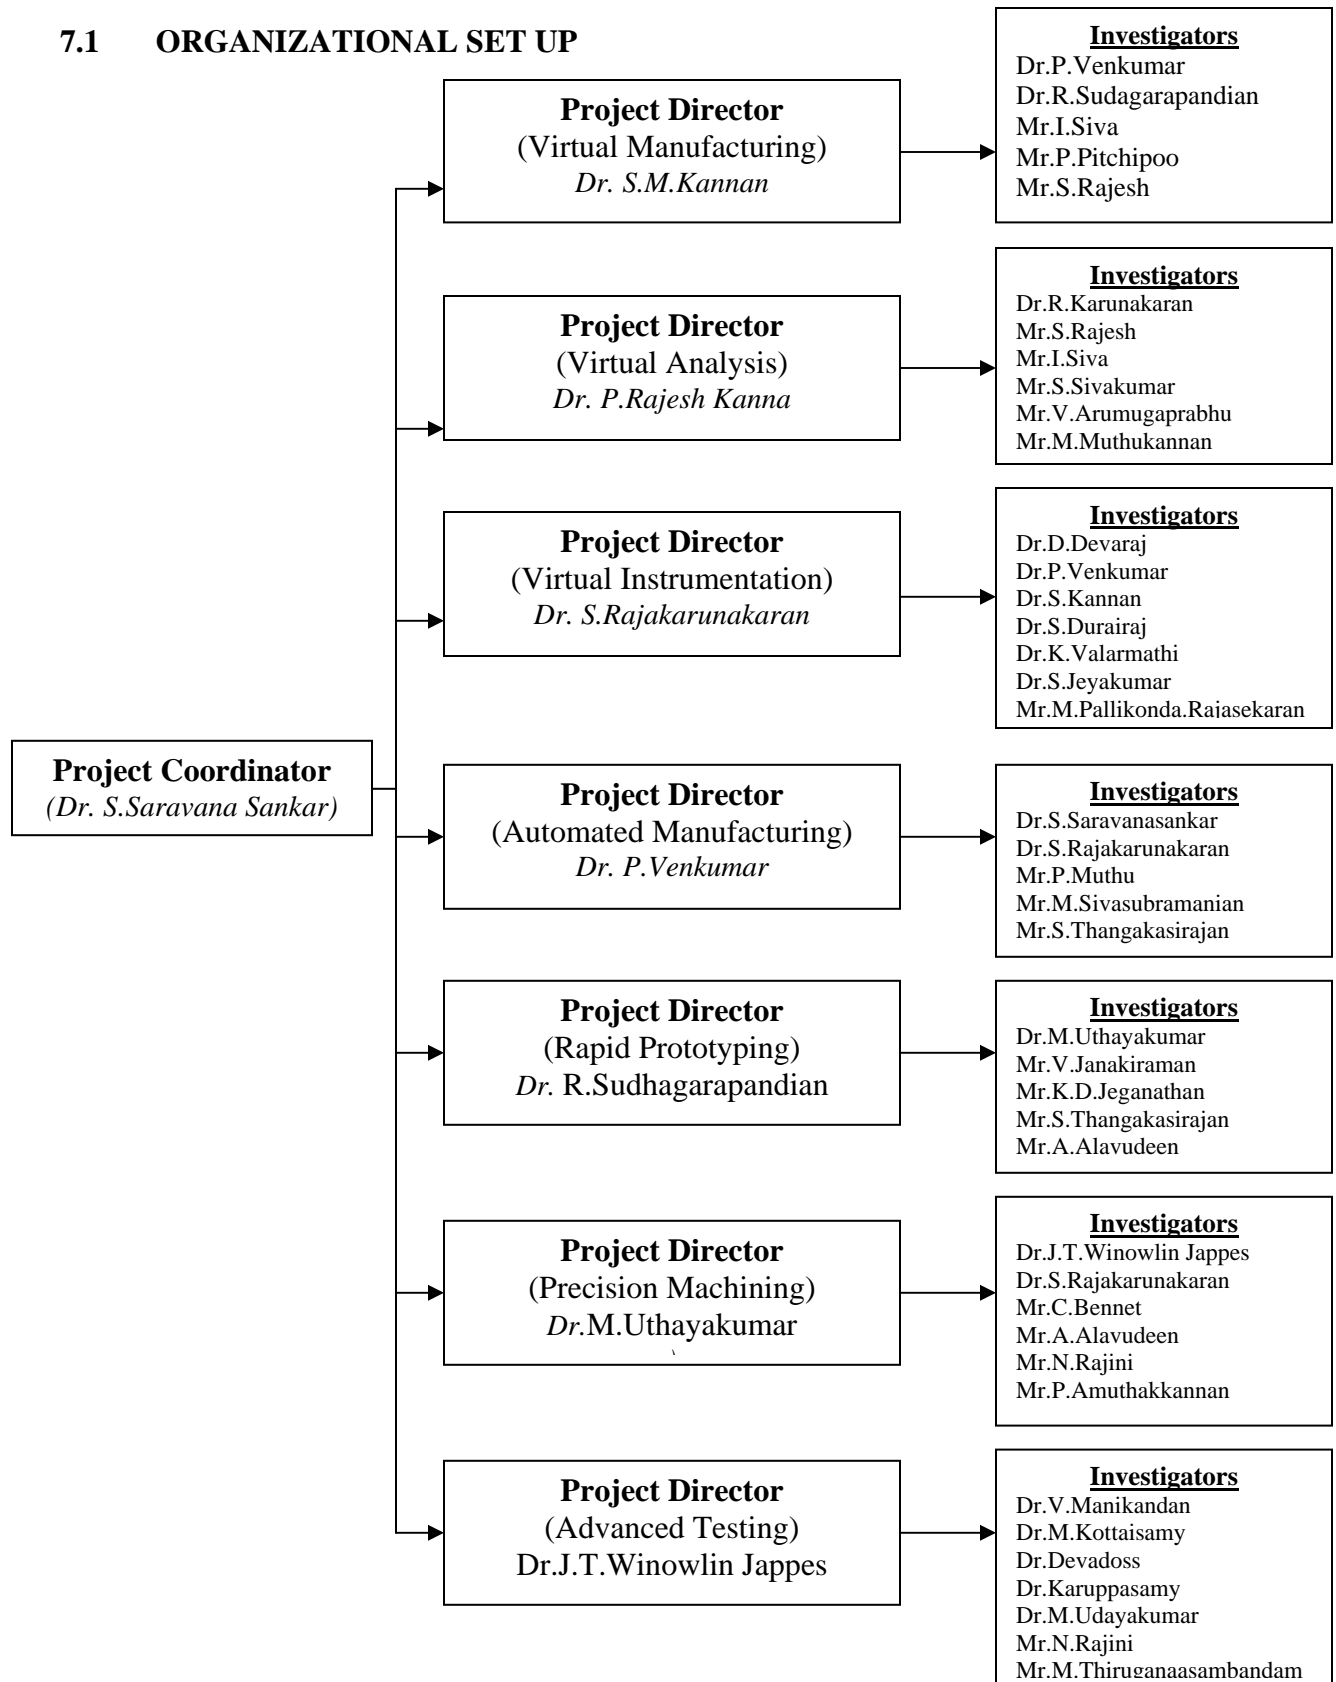 7.1 ORGANIZATIONAL SET UP
Project Coordinator
(Dr. S.Saravana Sankar)
Project Director
(Virtual Manufacturing)
Dr. S.M.Kannan
Investigators
Dr.P.Venkumar
Dr.R.Sudagarapandian
Mr.I.Siva
Mr.P.Pitchipoo
Mr.S.Rajesh
Project Director
(Virtual Analysis)
Dr. P.Rajesh Kanna
Investigators
Dr.R.Karunakaran
Mr.S.Rajesh
Mr.I.Siva
Mr.S.Sivakumar
Mr.V.Arumugaprabhu
Mr.M.Muthukannan
Project Director
(Virtual Instrumentation)
Dr. S.Rajakarunakaran
Investigators
Dr.D.Devaraj
Dr.P.Venkumar
Dr.S.Kannan
Dr.S.Durairaj
Dr.K.Valarmathi
Dr.S.Jeyakumar
Mr.M.Pallikonda.Rajasekaran
Project Director
(Automated Manufacturing)
Dr. P.Venkumar
Investigators
Dr.S.Saravanasankar
Dr.S.Rajakarunakaran
Mr.P.Muthu
Mr.M.Sivasubramanian
Mr.S.Thangakasirajan
Project Director
(Rapid Prototyping)
Dr. R.Sudhagarapandian
Investigators
Dr.M.Uthayakumar
Mr.V.Janakiraman
Mr.K.D.Jeganathan
Mr.S.Thangakasirajan
Mr.A.Alavudeen
Project Director
(Precision Machining)
Dr.M.Uthayakumar
Investigators
Dr.J.T.Winowlin Jappes
Dr.S.Rajakarunakaran
Mr.C.Bennet
Mr.A.Alavudeen
Mr.N.Rajini
Mr.P.Amuthakkannan
Project Director
(Advanced Testing)
Dr.J.T.Winowlin Jappes
Investigators
Dr.V.Manikandan
Dr.M.Kottaisamy
Dr.Devadoss
Dr.Karuppasamy
Dr.M.Udayakumar
Mr.N.Rajini
Mr.M.Thiruganaasambandam